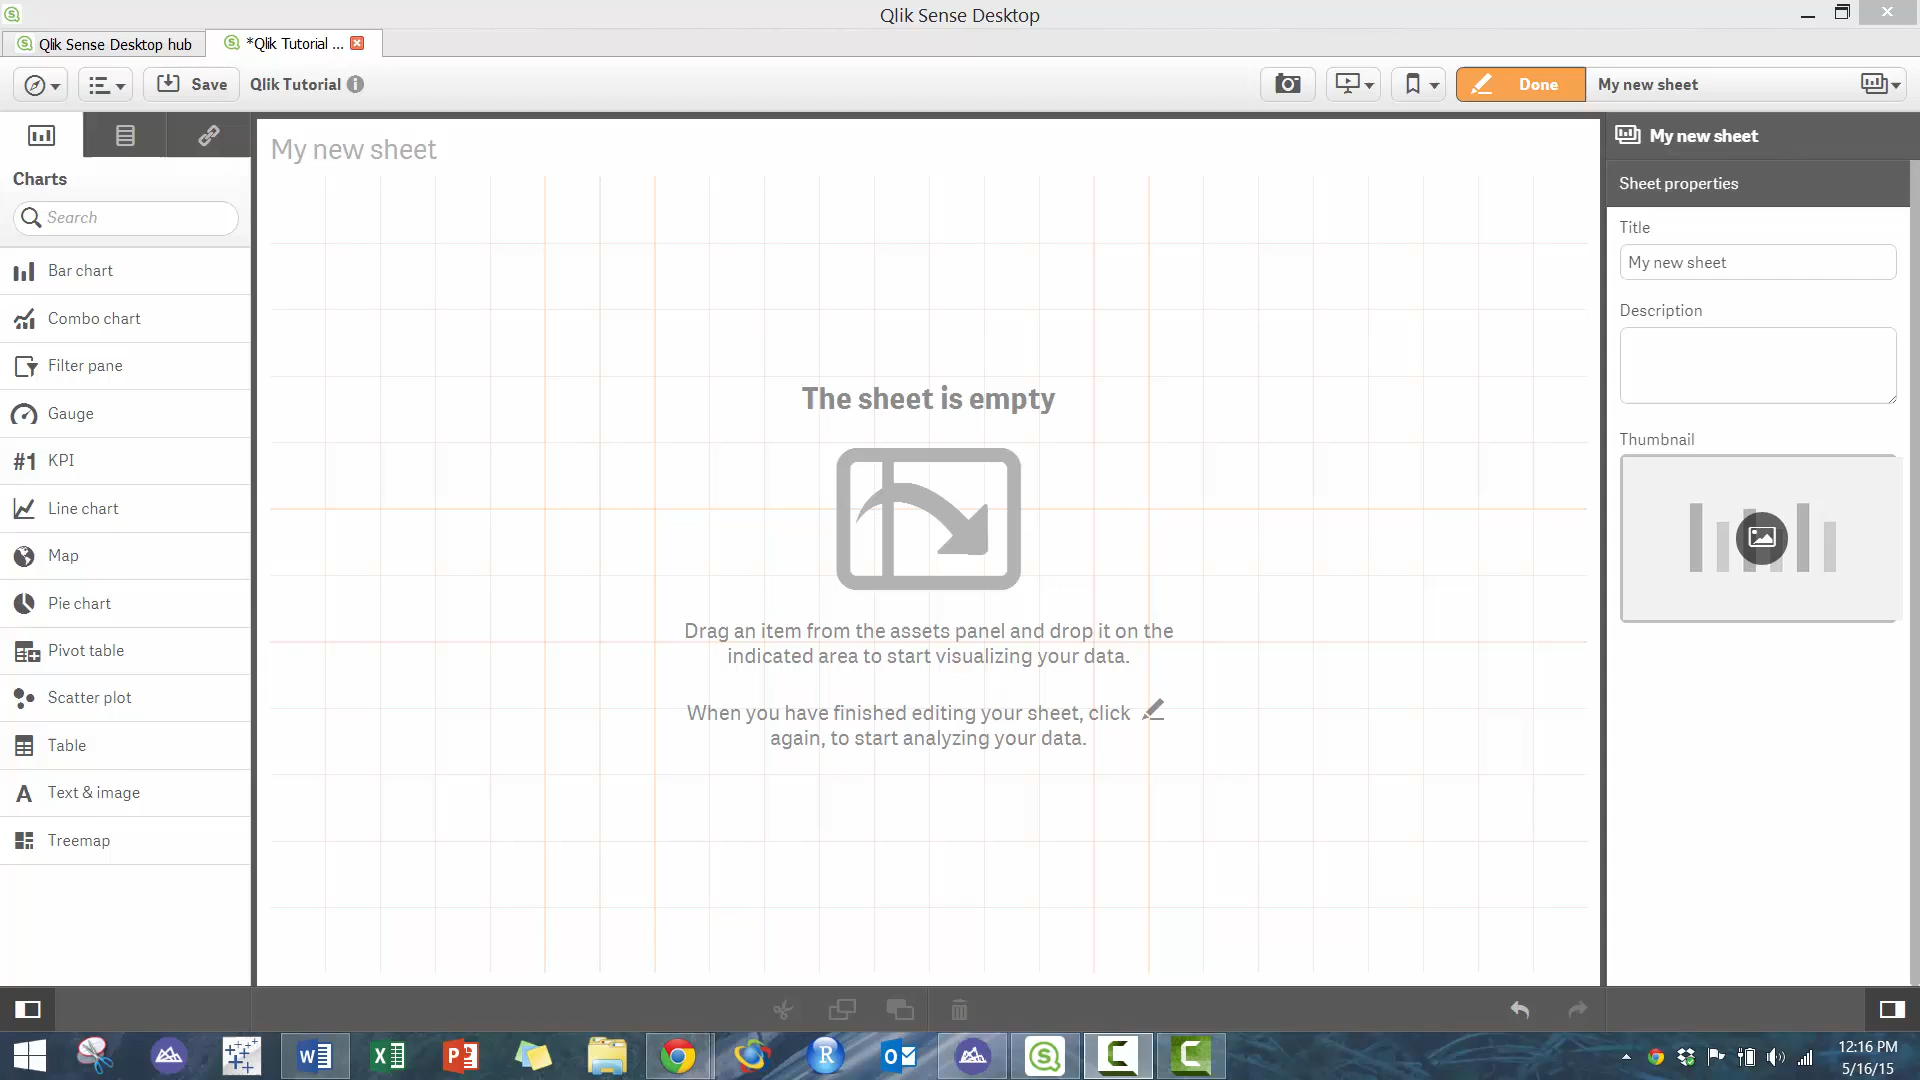 Qlik Sense Desktop
Qlik Sense Desktop hub
*Qlik Tutorial ...
Save
Qlik Tutorial
Done
My new sheet
Charts
Search
Bar chart
Combo chart
Filter pane
Gauge
#1 KPI
Line chart
Map
Pie chart
Pivot table
Scatter plot
Table
A Text & image
Treemap
My new sheet
The sheet is empty
Drag an item from the assets panel and drop it on the
indicated area to start visualizing your data.
When you have finished editing your sheet, click
again, to start analyzing your data.
My new sheet
Sheet properties
Title
My new sheet
Description
Thumbnail
12:16 PM
5/16/15